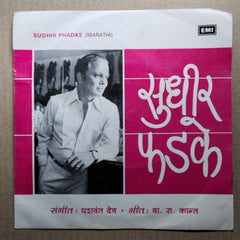 SUDHIR PHADKE (MARATHI)
EMI
सुधीर
फडके
संगीत : यशवंत देव • गीत : वा. रा. कान्त